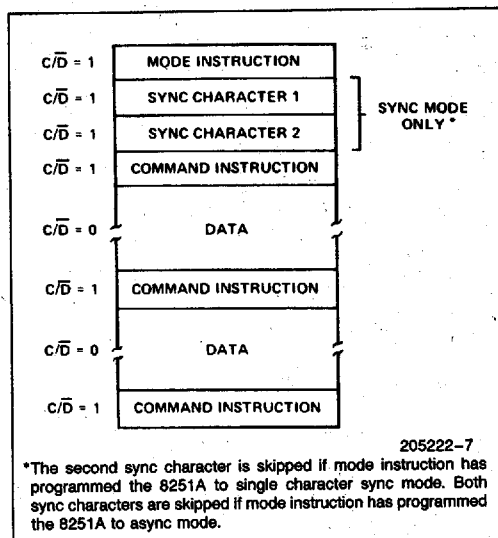 C/D̅ = 1 MODE INSTRUCTION
C/D̅ = 1 SYNC CHARACTER 1
SYNC MODE
ONLY *
C/D̅ = 1 SYNC CHARACTER 2
C/D̅ = 1 COMMAND INSTRUCTION
C/D̅ = 0 DATA
C/D̅ = 1 COMMAND INSTRUCTION
C/D̅ = 0 DATA
C/D̅ = 1 COMMAND INSTRUCTION
205222-7
*The second sync character is skipped if mode instruction has
programmed the 8251A to single character sync mode. Both
sync characters are skipped if mode instruction has programmed
the 8251A to async mode.